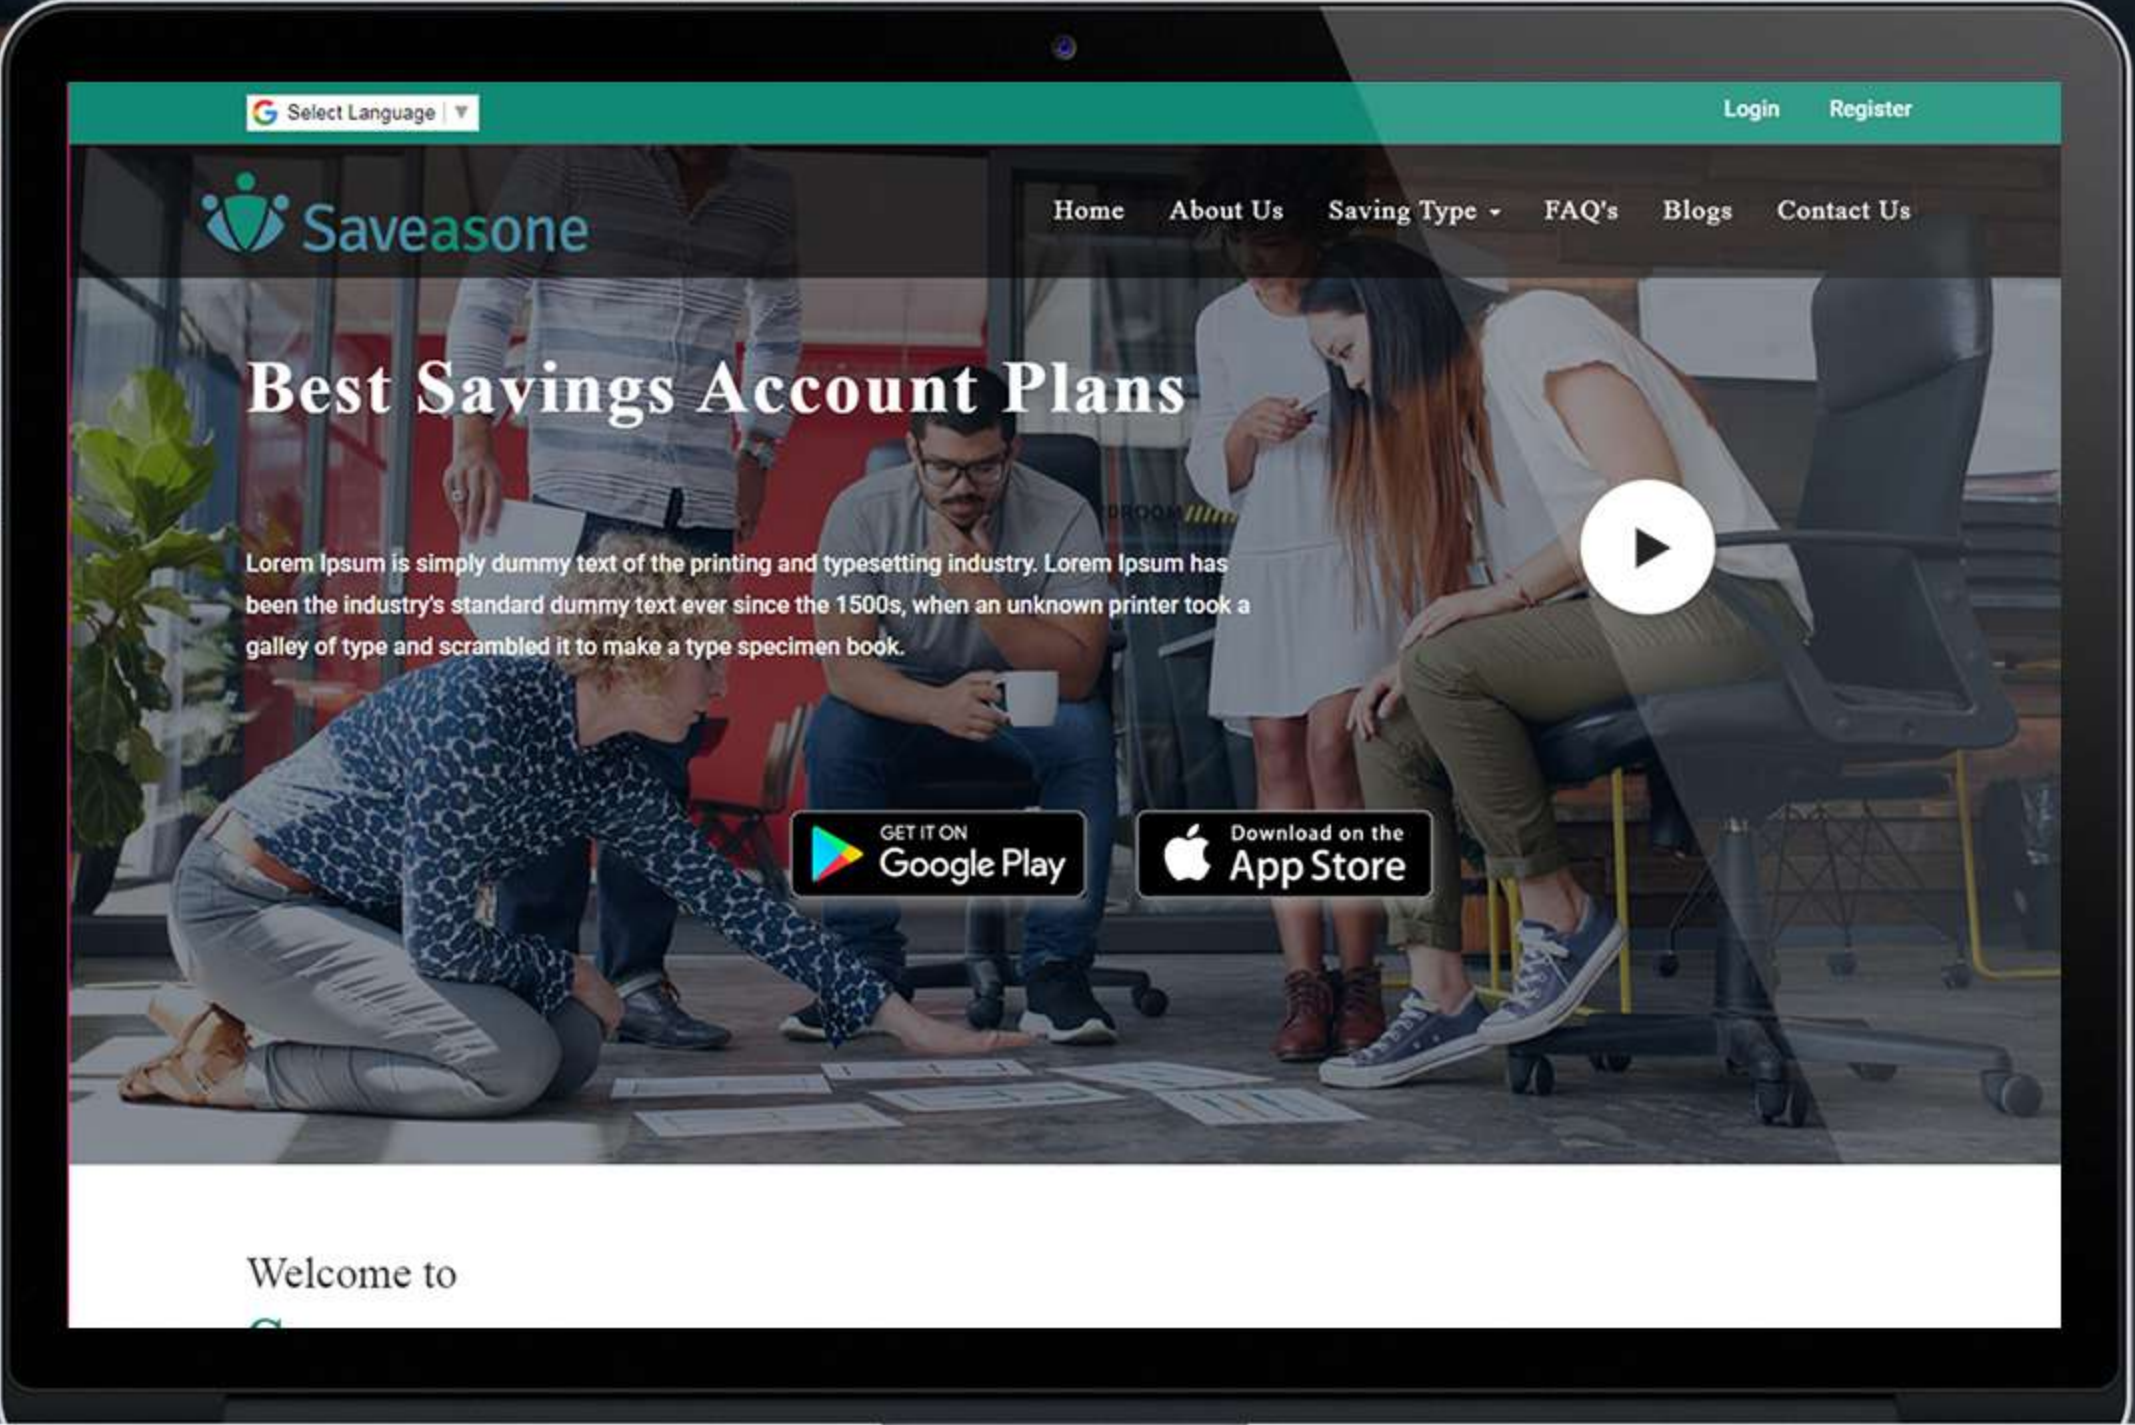 Select Language
Login Register
Saveasone
Home About Us Saving Type FAQ's Blogs Contact Us
Best Savings Account Plans
DROOM
Lorem Ipsum is simply dummy text of the printing and typesetting industry. Lorem Ipsum has
been the industry's standard dummy text ever since the 1500s, when an unknown printer took a
galley of type and scrambled it to make a type specimen book.
GET IT ON
Google Play
Download on the
App Store
Welcome to